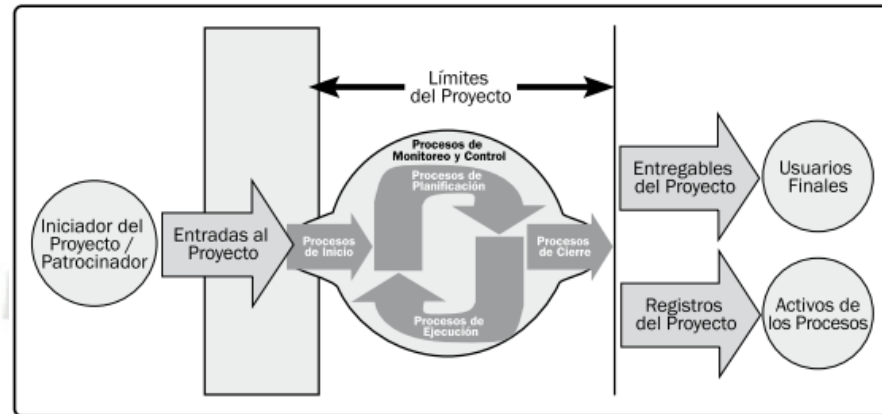 Límites
del Proyecto
Procesos de
Monitoreo y Control
Procesos de
Planificación
Iniciador del
Proyecto /
Patrocinador
Entradas al
Proyecto
Procesos
de Inicio
Procesos
de Cierre
Procesos de
Ejecución
Entregables
del Proyecto
Usuarios
Finales
Registros
del Proyecto
Activos de
los Procesos